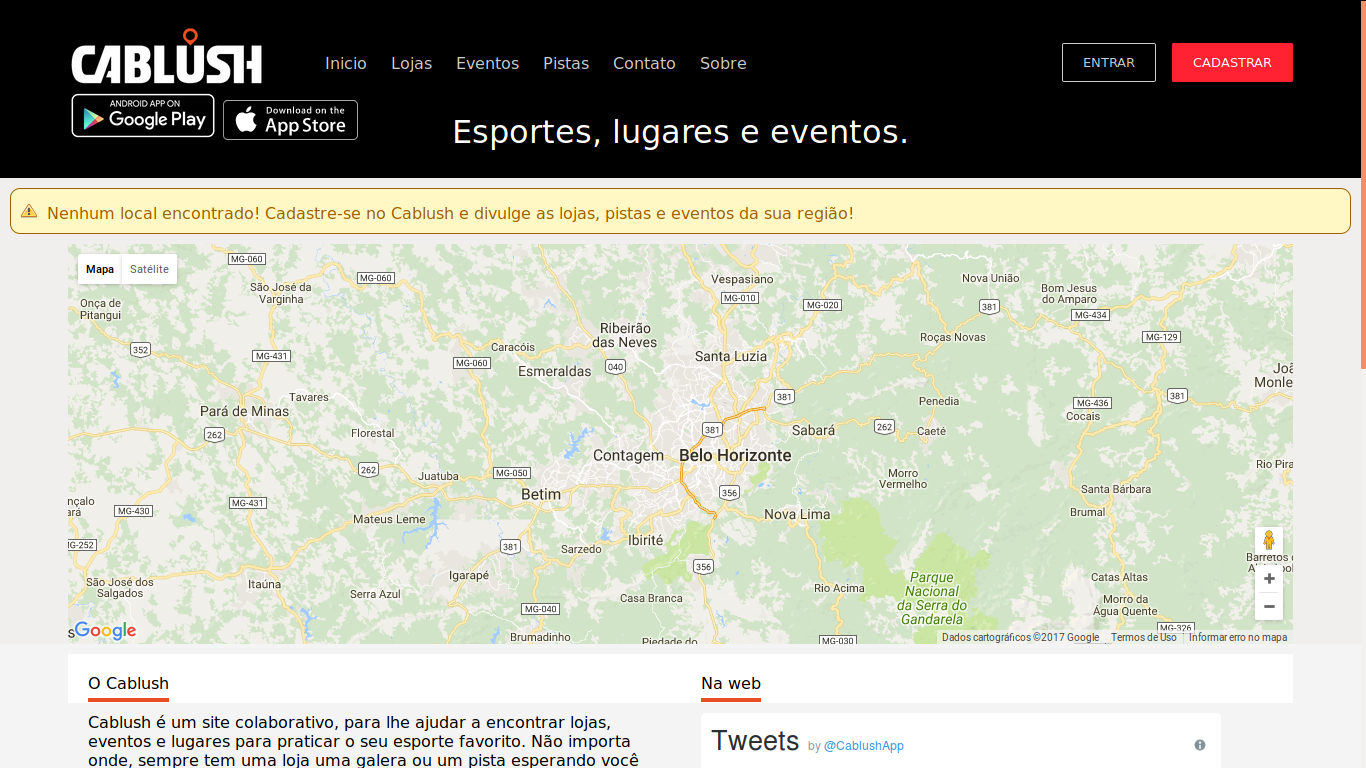 CABLUSH
Inicio Lojas Eventos Pistas Contato Sobre
ENTRAR
CADASTRAR
ANDROID APP ON
Google Play
Download on the
App Store
Esportes, lugares e eventos.
Nenhum local encontrado! Cadastre-se no Cablush e divulge as lojas, pistas e eventos da sua região!
Mapa Satélite
MG-060
MG-060
São José da
Varginha
Onça de
Pitangui
352
MG-431
Caracóis
MG-060
Esmeraldas
Ribeirão
das Neves
040
Vespasiano
MG-010
MG-020
Santa Luzia
Nova União
381
Bom Jesus
do Amparo
MG-434
MG-129
Roças Novas
Tavares
Pará de Minas
262
Florestal
381
Penedia
MG-436
Cocais
381
Joã
Monle
Sabará
262
Caeté
381
Contagem
Belo Horizonte
262
Juatuba
MG-050
Betim
356
Morro
Vermelho
Rio Pira
Santa Bárbara
Brumal
nçalo
ará
MG-430
MG-431
Mateus Leme
Nova Lima
MG-252
381
Sarzedo
Ibirité
356
Barretos
São José dos
Salgados
Itaúna
Serra Azul
Igarapé
Casa Branca
Rio Acima
Parque
Nacional
da Serra do
Gandarela
Catas Altas
Morro da
Água Quente
MG-040
Brumadinho
Piedade do
MG-030
MG-326
Google
Dados cartográficos ©2017 Google Termos de Uso Informar erro no mapa
O Cablush
Na web
Cablush é um site colaborativo, para lhe ajudar a encontrar lojas,
eventos e lugares para praticar o seu esporte favorito. Não importa
onde, sempre tem uma loja uma galera ou um pista esperando você
Tweets by @CablushApp